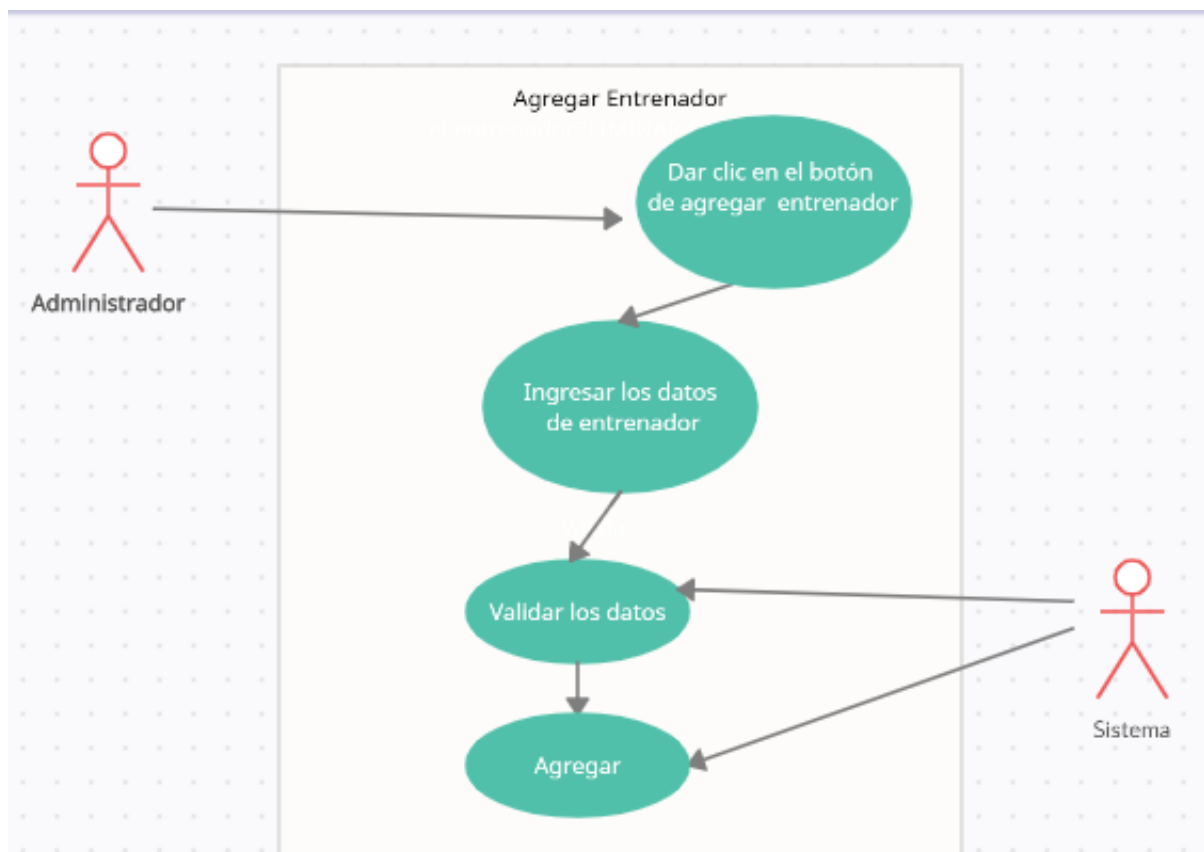 Agregar Entrenador
Dar clic en el botón
de agregar entrenador
Administrador
Ingresar los datos
de entrenador
Validar los datos
Sistema
Agregar